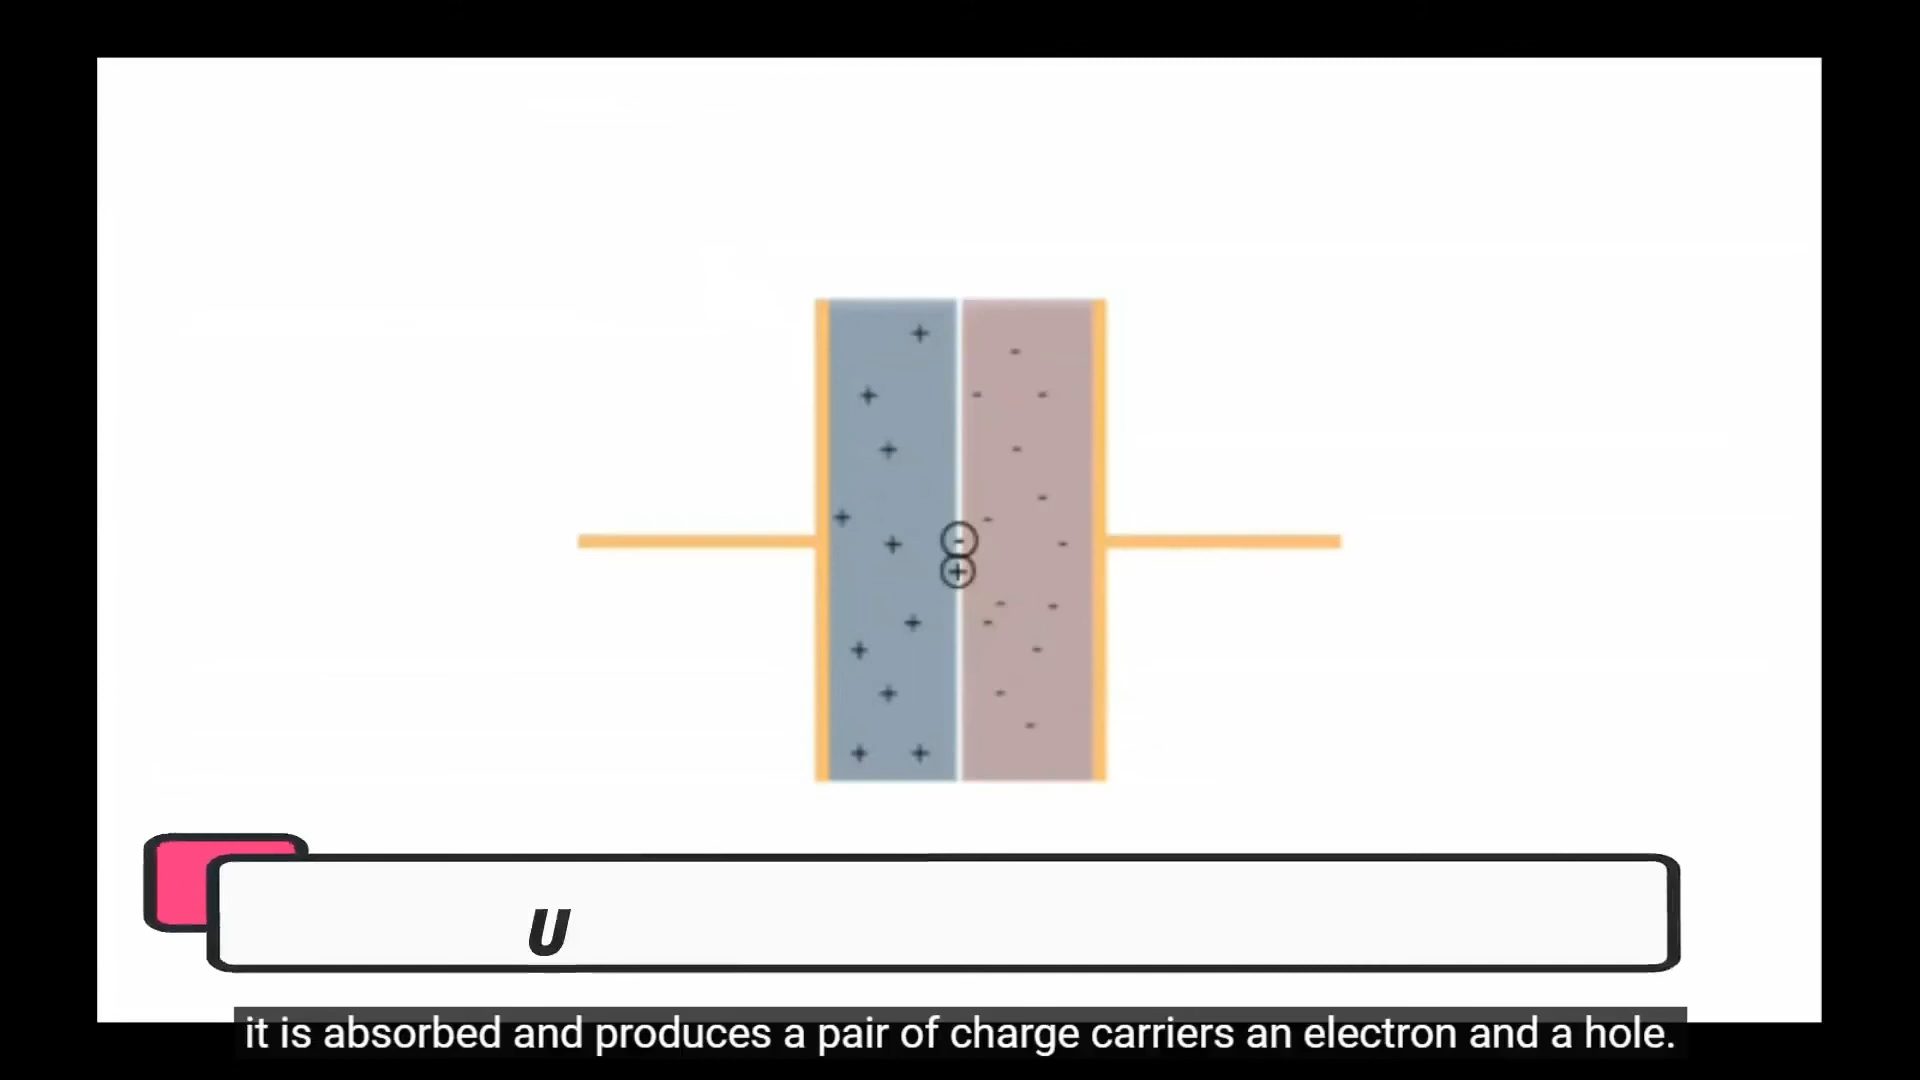 U
it is absorbed and produces a pair of charge carriers an electron and a hole.